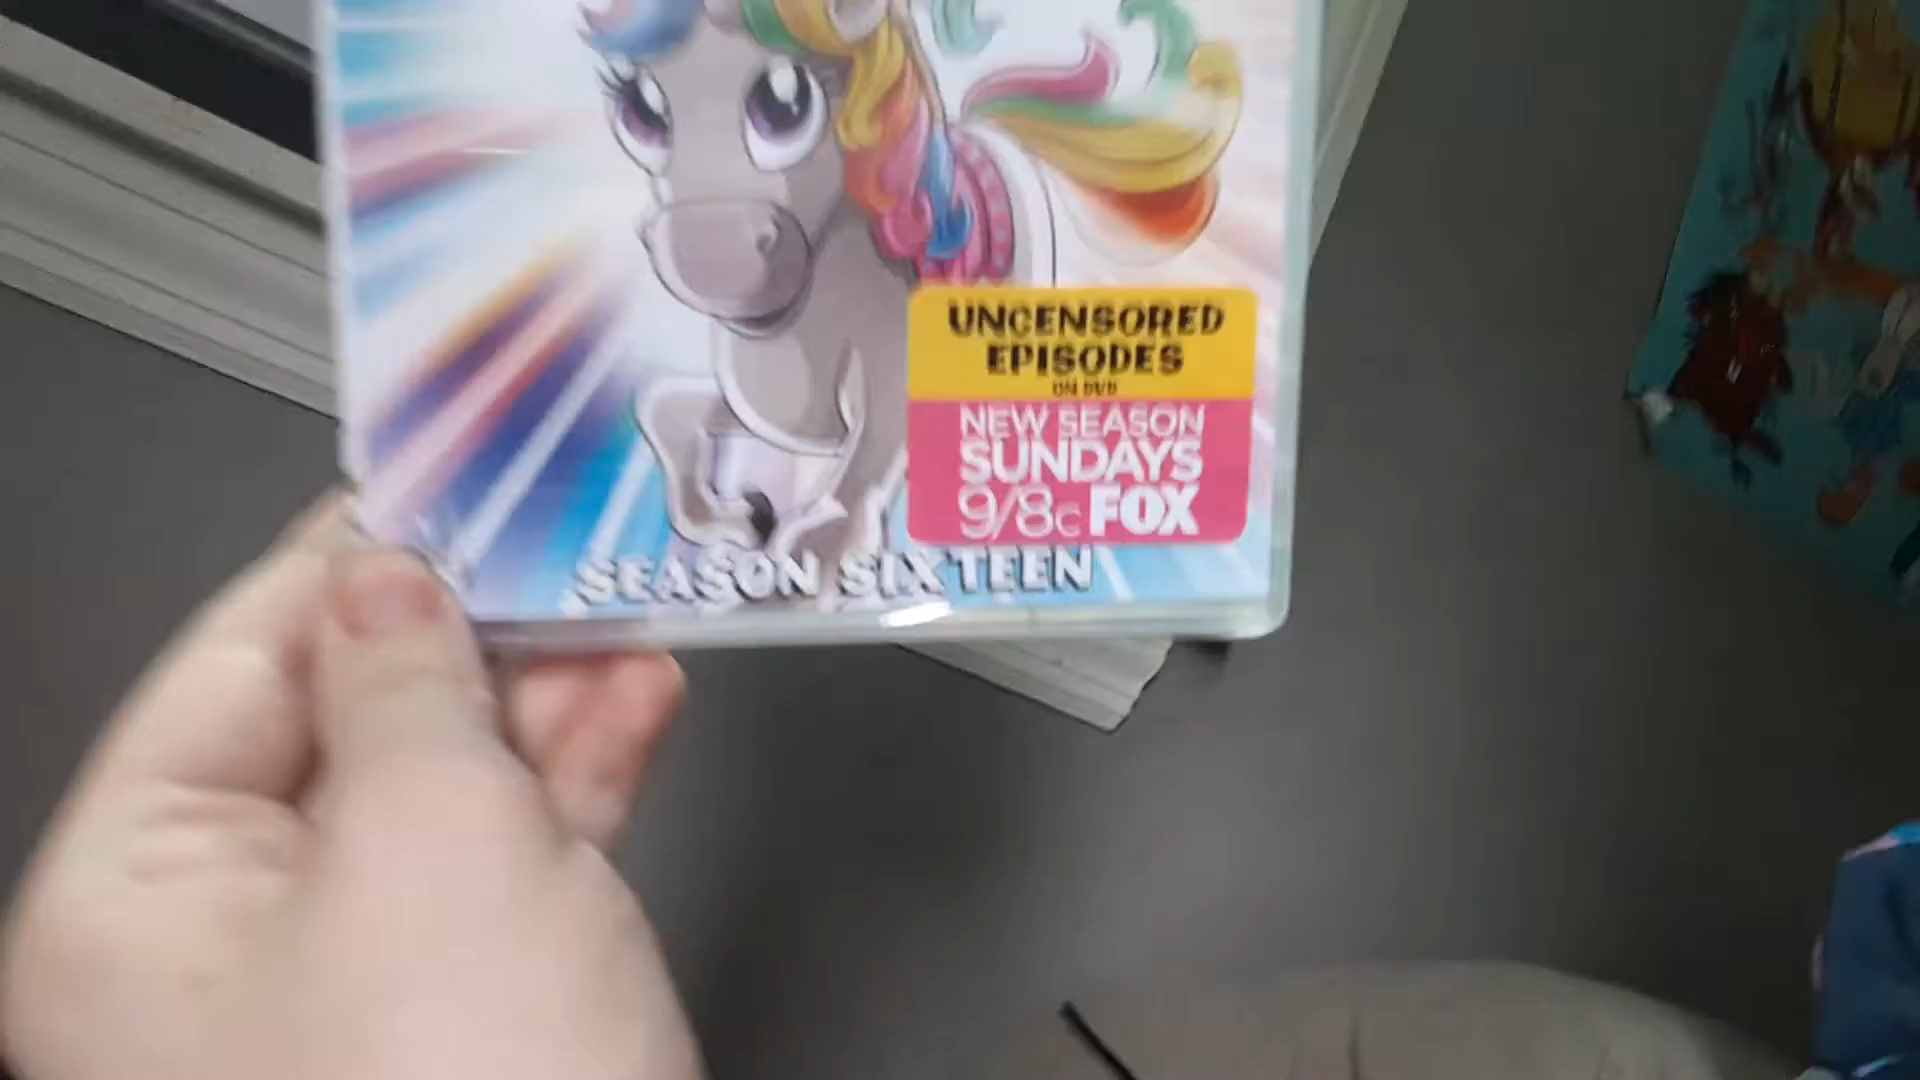 UNCENSORED
EPISODES
ON DVD
NEW SEASON
SUNDAYS
9/8c FOX
SEASON SIXTEEN